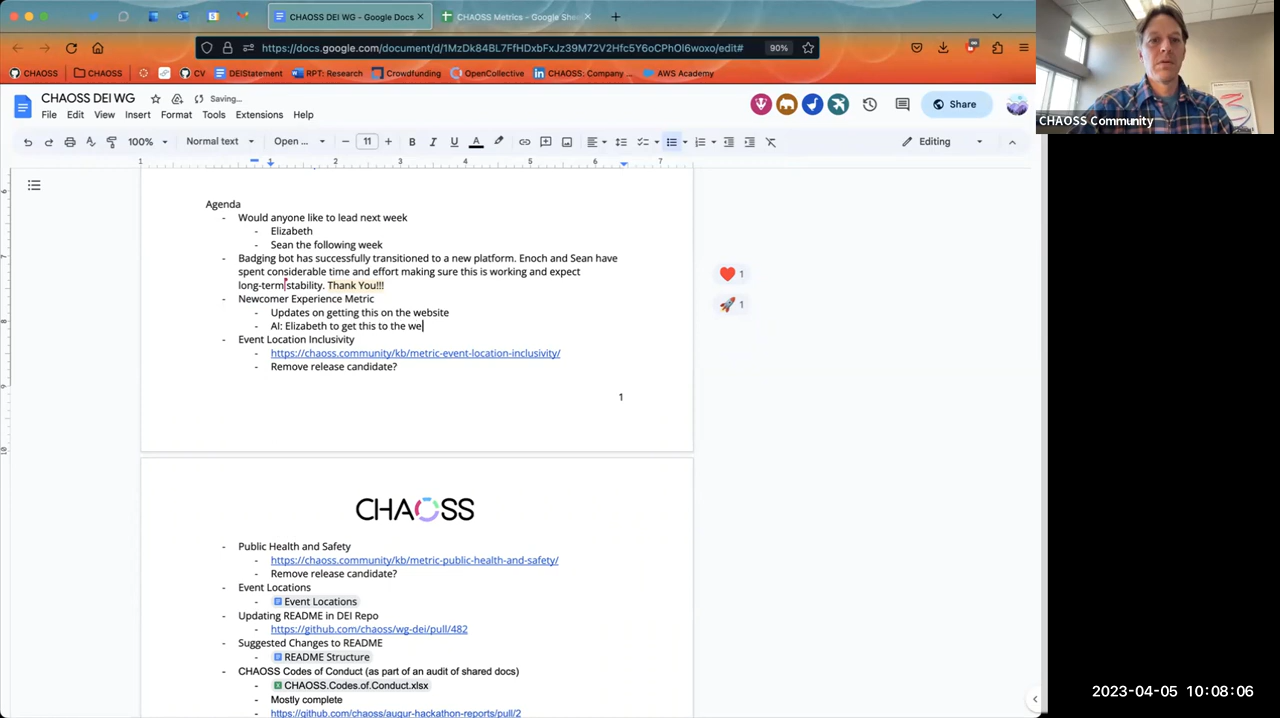 CHAOSS DEI WG - Google Docs
CHAOSS Metrics - Google She
https://docs.google.com/document/d/1MzDk84BL7FfHDxbFxJz39M72V2Hfc5Y6oCPhOl6woxo/edit#
90%
CHAOSS
CHAOSS
CV
DEIStatement
RPT: Research
Crowdfunding
OpenCollective
CHAOSS: Company ...
AWS Academy
CHAOSS Community
CHAOSS DEI WG
Saving...
File Edit View Insert Format Tools Extensions Help
Share
100%
Normal text
Open ...
11
B I U A
Editing
1 1 2 3 4 5 6 7
Agenda
- Would anyone like to lead next week
- Elizabeth
- Sean the following week
- Badging bot has successfully transitioned to a new platform. Enoch and Sean have
spent considerable time and effort making sure this is working and expect
long-term stability. Thank You!!!
- Newcomer Experience Metric
- Updates on getting this on the website
- AI: Elizabeth to get this to the we
- Event Location Inclusivity
- https://chaoss.community/kb/metric-event-location-inclusivity/
- Remove release candidate?
1
1
1
CHAOSS
- Public Health and Safety
- https://chaoss.community/kb/metric-public-health-and-safety/
- Remove release candidate?
- Event Locations
- Event Locations
- Updating README in DEI Repo
- https://github.com/chaoss/wg-dei/pull/482
- Suggested Changes to README
- README Structure
- CHAOSS Codes of Conduct (as part of an audit of shared docs)
- CHAOSS.Codes.of.Conduct.xlsx
- Mostly complete
- https://github.com/chaoss/augur-hackathon-reports/pull/2
2023-04-05 10:08:06